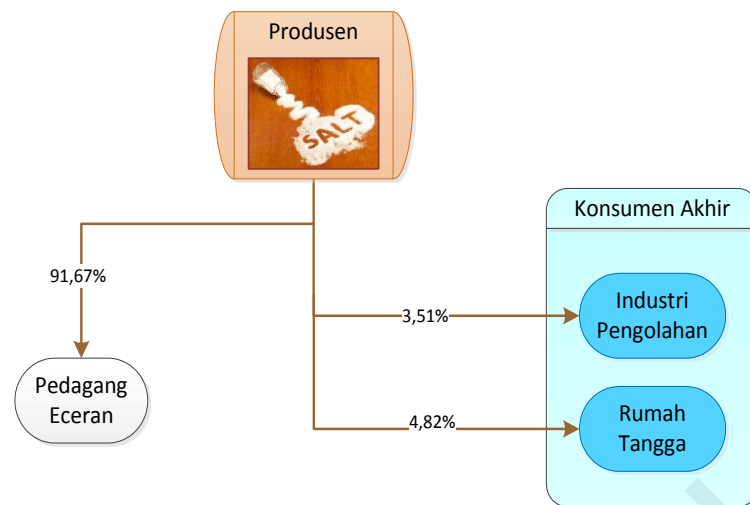 Produsen
SALT
Konsumen Akhir
91,67%
Industri
Pengolahan
3,51%
Pedagang
Eceran
Rumah
Tangga
4,82%